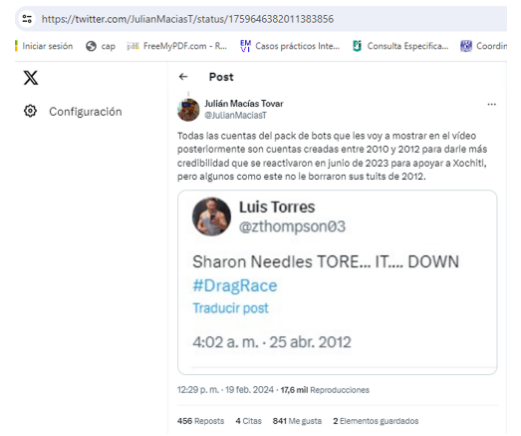 https://twitter.com/JulianMaciasT/status/1759646382011383856
Iniciar sesión cap FreeMyPDF.com - R... Casos prácticos Inte... Consulta Especifica... Coordin
X
Configuración
← Post
Julián Macías Tovar
@JulianMaciasT
Todas las cuentas del pack de bots que les voy a mostrar en el vídeo
posteriormente son cuentas creadas entre 2010 y 2012 para darle más
credibilidad que se reactivaron en junio de 2023 para apoyar a Xochitl,
pero algunos como este no le borraron sus tuits de 2012.
Luis Torres
@zthompson03
Sharon Needles TORE... IT.... DOWN
#DragRace
Traducir post
4:02 a. m. · 25 abr. 2012
12:29 p. m. · 19 feb. 2024 · 17,6 mil Reproducciones
456 Reposts 4 Citas 841 Me gusta 2 Elementos guardados